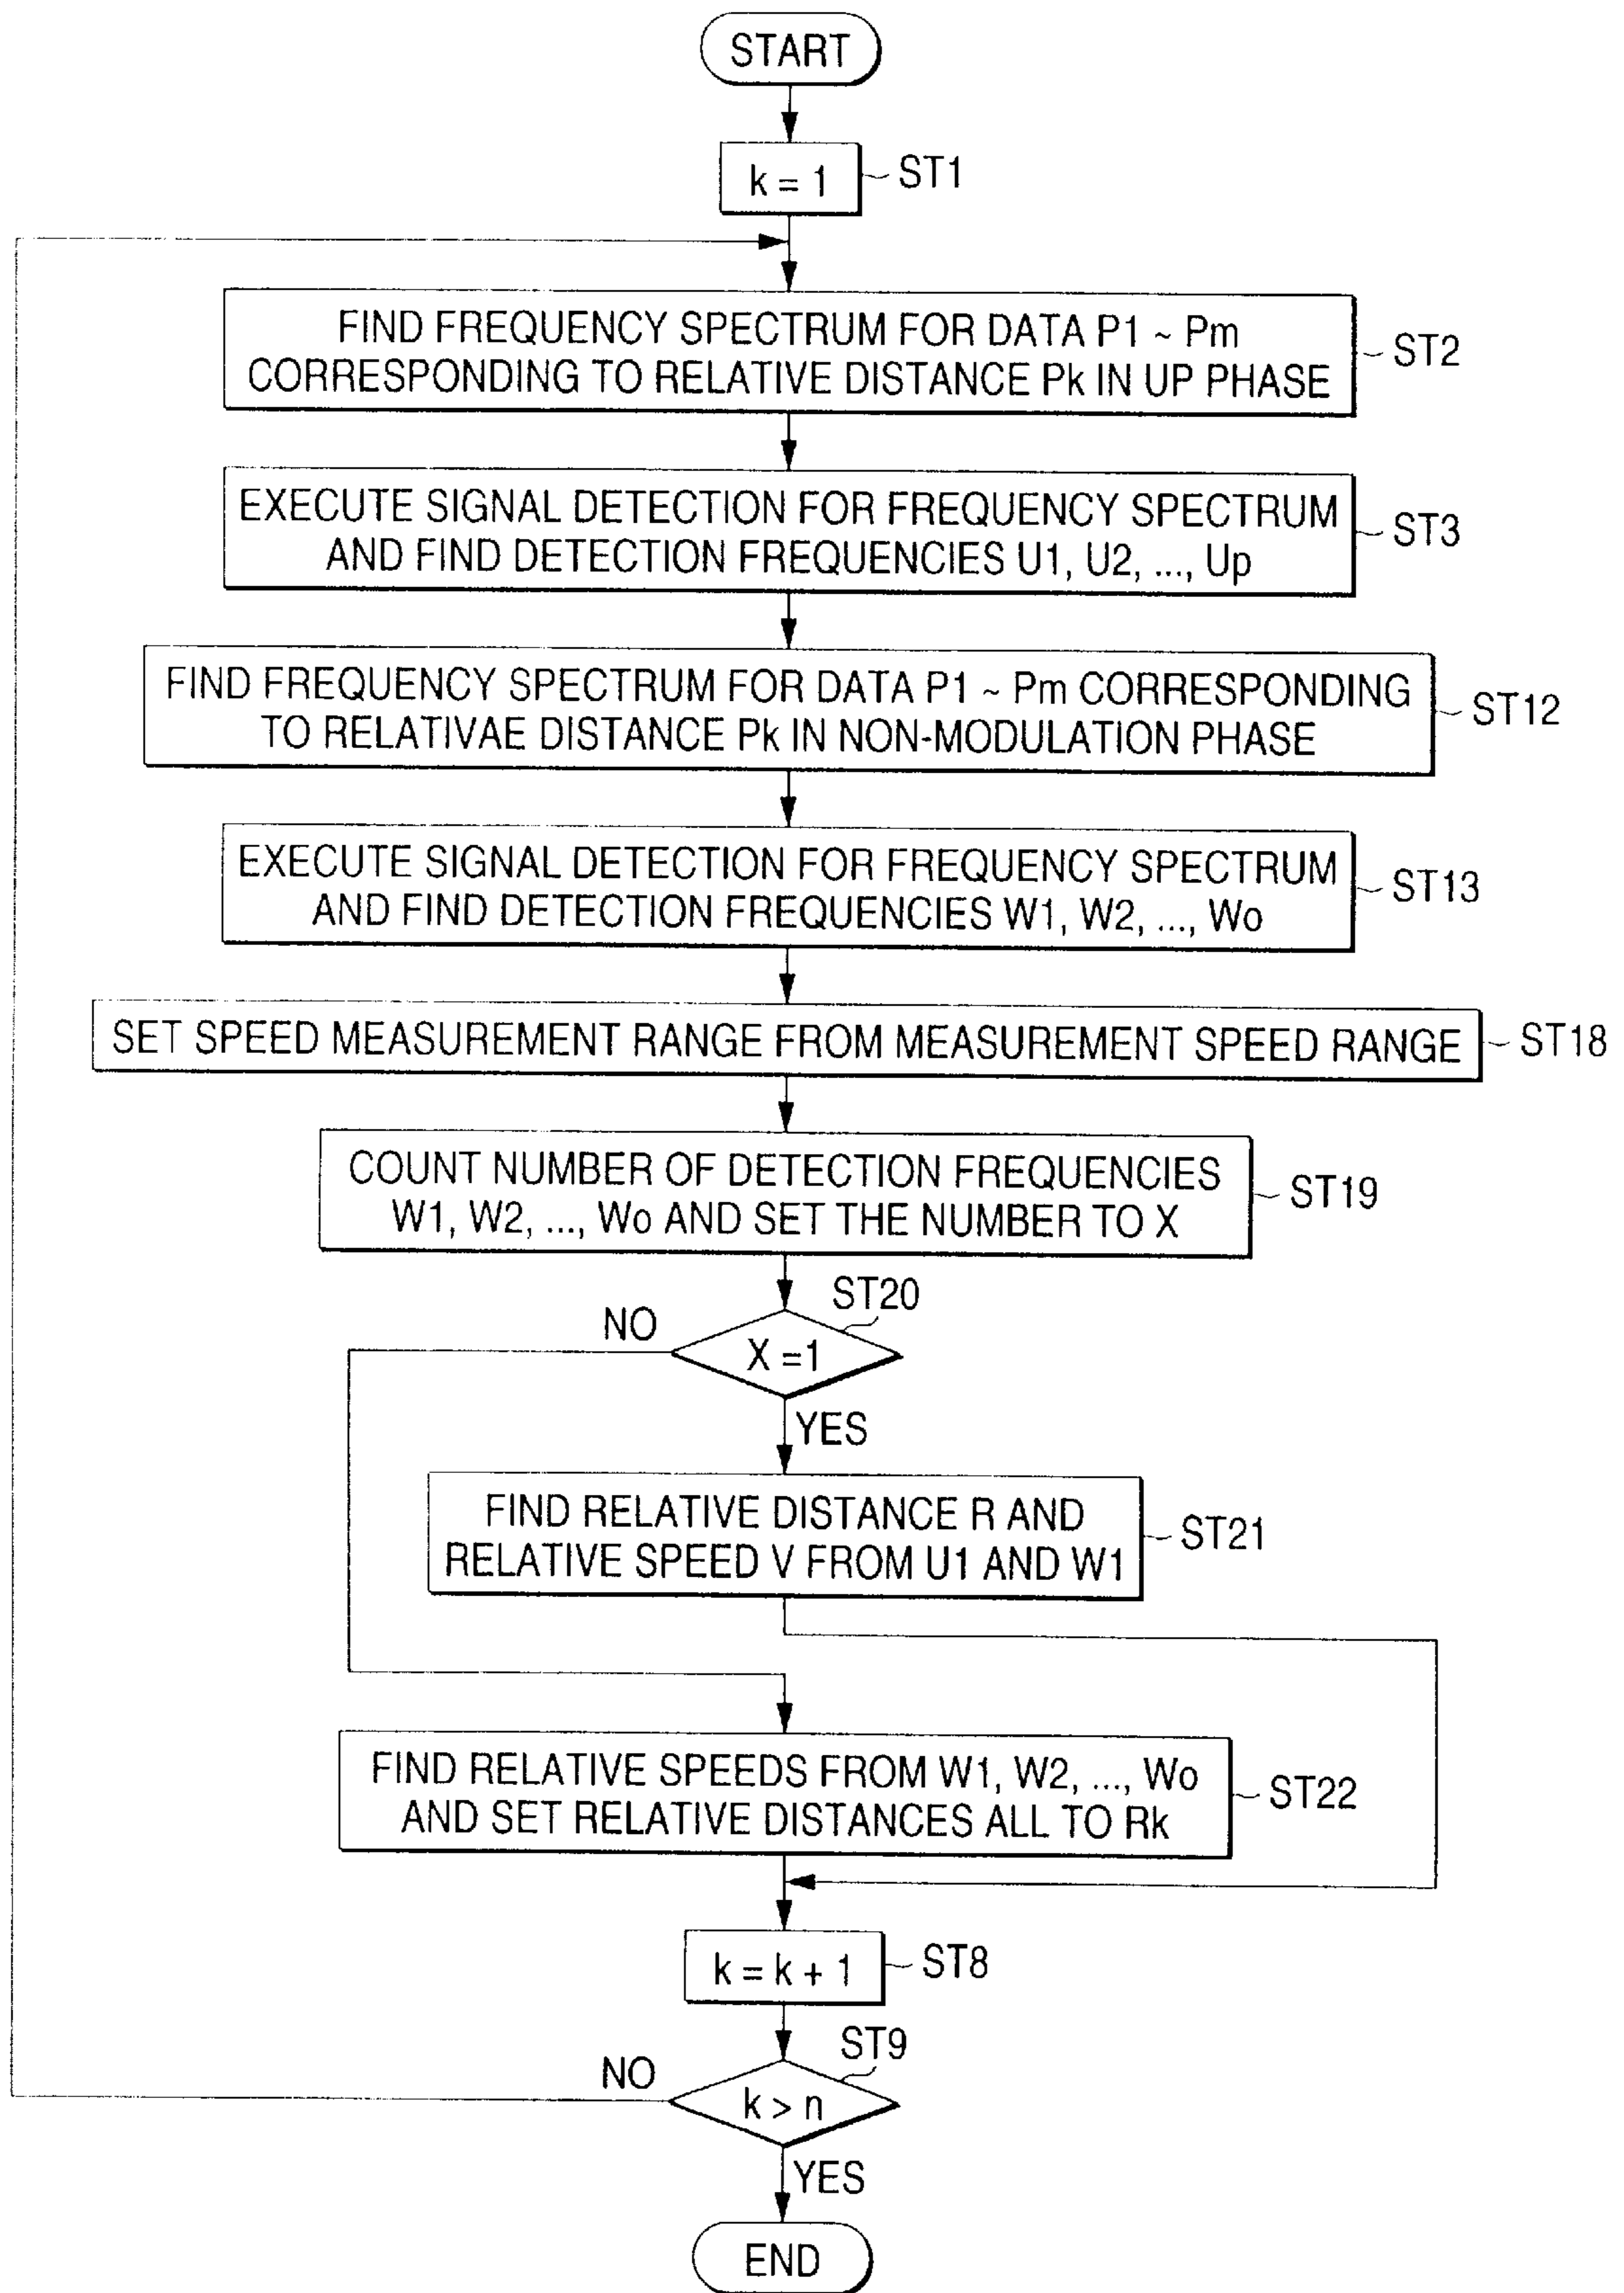 START
k = 1
ST1
FIND FREQUENCY SPECTRUM FOR DATA P1 ~ Pm
CORRESPONDING TO RELATIVE DISTANCE Pk IN UP PHASE
ST2
EXECUTE SIGNAL DETECTION FOR FREQUENCY SPECTRUM
AND FIND DETECTION FREQUENCIES U1, U2, ..., Up
ST3
FIND FREQUENCY SPECTRUM FOR DATA P1 ~ Pm CORRESPONDING
TO RELATIVAE DISTANCE Pk IN NON-MODULATION PHASE
ST12
EXECUTE SIGNAL DETECTION FOR FREQUENCY SPECTRUM
AND FIND DETECTION FREQUENCIES W1, W2, ..., Wo
ST13
SET SPEED MEASUREMENT RANGE FROM MEASUREMENT SPEED RANGE
ST18
COUNT NUMBER OF DETECTION FREQUENCIES
W1, W2, ..., Wo AND SET THE NUMBER TO X
ST19
ST20
NO
X =1
YES
FIND RELATIVE DISTANCE R AND
RELATIVE SPEED V FROM U1 AND W1
ST21
FIND RELATIVE SPEEDS FROM W1, W2, ..., Wo
AND SET RELATIVE DISTANCES ALL TO Rk
ST22
k = k + 1
ST8
ST9
NO
k > n
YES
END